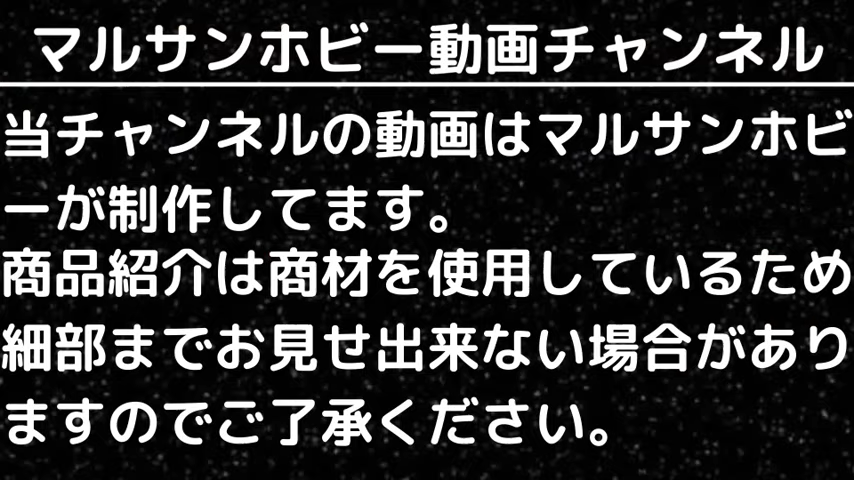 マルサンホビー動画チャンネル
当チャンネルの動画はマルサンホビ
ーが制作してます。
商品紹介は商材を使用しているため
細部までお見せ出来ない場合があり
ますのでご了承ください。